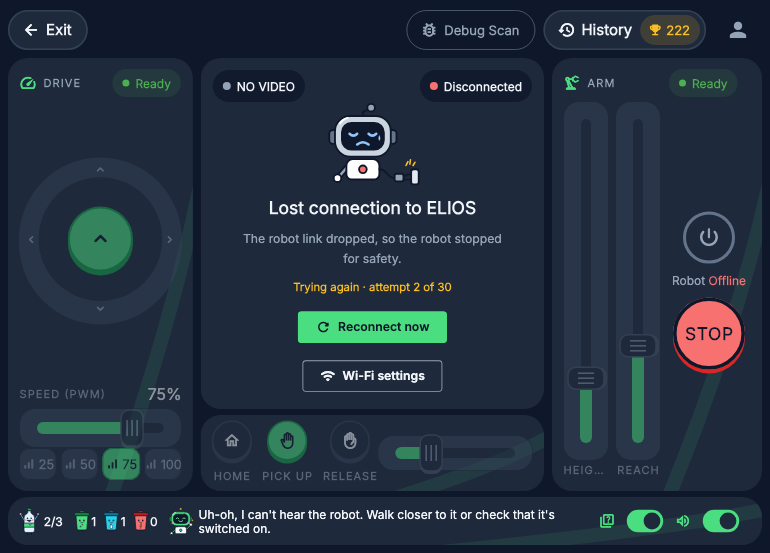 Exit
Debug Scan
History
222
DRIVE
Ready
NO VIDEO
Disconnected
ARM
Ready
Lost connection to ELIOS
The robot link dropped, so the robot stopped
for safety.
Trying again · attempt 2 of 30
Reconnect now
Wi-Fi settings
Robot Offline
STOP
SPEED (PWM)
75%
25
50
75
100
HOME
PICK UP
RELEASE
HEIG...
REACH
2/3
1
1
0
Uh-oh, I can't hear the robot. Walk closer to it or check that it's
switched on.